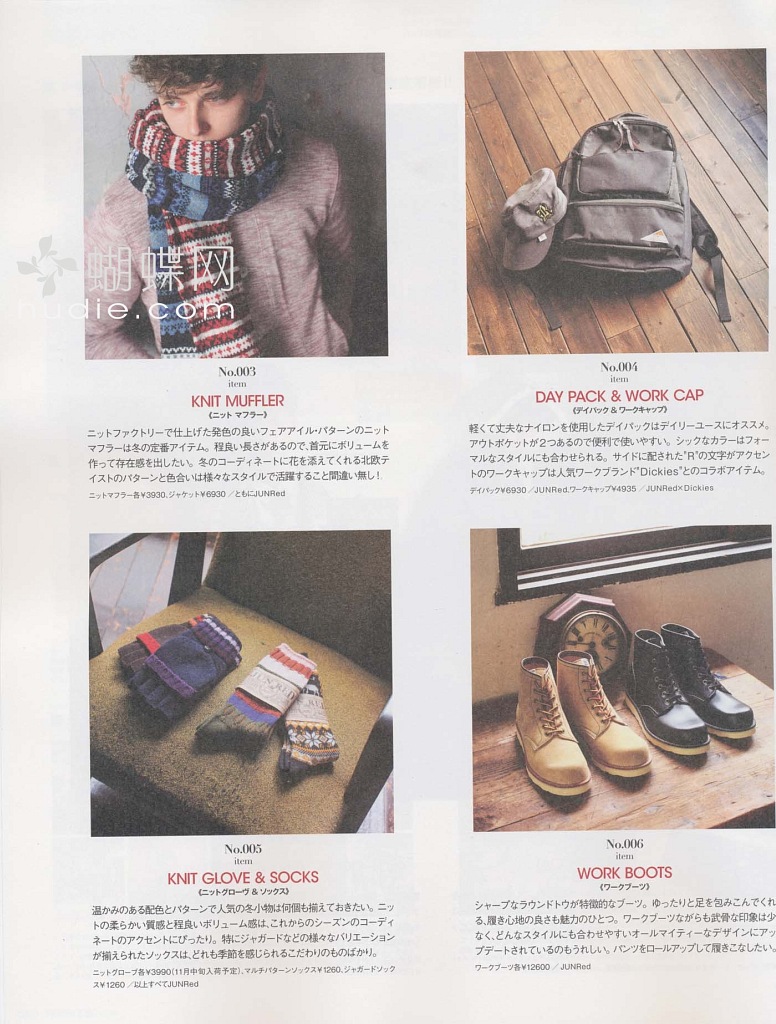 蝴蝶网
nudie.com
No.003
item
KNIT MUFFLER
《ニット マフラー》
ニットファクトリーで仕上げた発色の良いフェアアイル・パターンのニット
マフラーは冬の定番アイテム。程良い長さがあるので、首元にボリュームを
作って存在感を出したい。冬のコーディネートに花を添えてくれる北欧テ
イストのパターンと色合いは様々なスタイルで活躍すること間違い無し!
ニットマフラー各¥3930、ジャケット¥6930 /ともにJUNRed
No.004
item
DAY PACK & WORK CAP
《デイパック & ワークキャップ》
軽くて丈夫なナイロンを使用したデイパックはデイリーユースにオススメ。
アウトポケットが2つあるので便利で使いやすい。シックなカラーはフォー
マルなスタイルにも合わせられる。サイドに配された"R"の文字がアクセン
トのワークキャップは人気ワークブランド"Dickies"とのコラボアイテム。
デイパック¥6930 /JUNRed、ワークキャップ¥4935 /JUNRed×Dickies
No.005
item
KNIT GLOVE & SOCKS
《ニットグローヴ & ソックス》
温かみのある配色とパターンで人気の冬小物は何個も揃えておきたい。ニッ
トの柔らかい質感と程良いボリューム感は、これからのシーズンのコーディ
ネートのアクセントにぴったり。特にジャガードなどの様々なバリエーション
が揃えられたソックスは、どれも季節を感じられるこだわりのものばかり。
ニットグローブ各¥3990(11月中旬入荷予定)、マルチパターンソックス¥1260、ジャガードソック
ス¥1260 /以上すべてJUNRed
No.006
item
WORK BOOTS
《ワークブーツ》
シャープなラウンドトウが特徴的なブーツ。ゆったりと足を包みこんでくれ
る、履き心地の良さも魅力のひとつ。ワークブーツながらも武骨な印象は少
なく、どんなスタイルにも合わせやすいオールマイティーなデザインにアッ
プデートされているのもうれしい。パンツをロールアップして履きこなしたい。
ワークブーツ各¥12600 /JUNRed